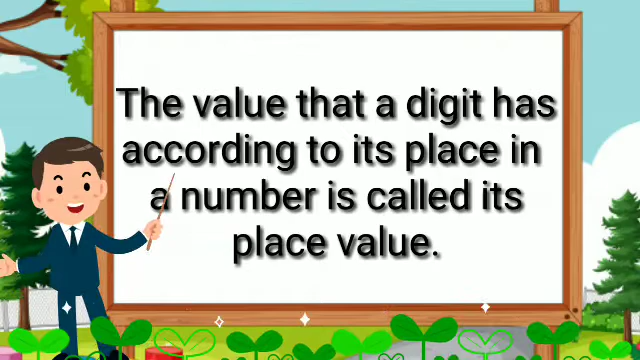 The value that a digit has
according to its place in
a number is called its
place value.